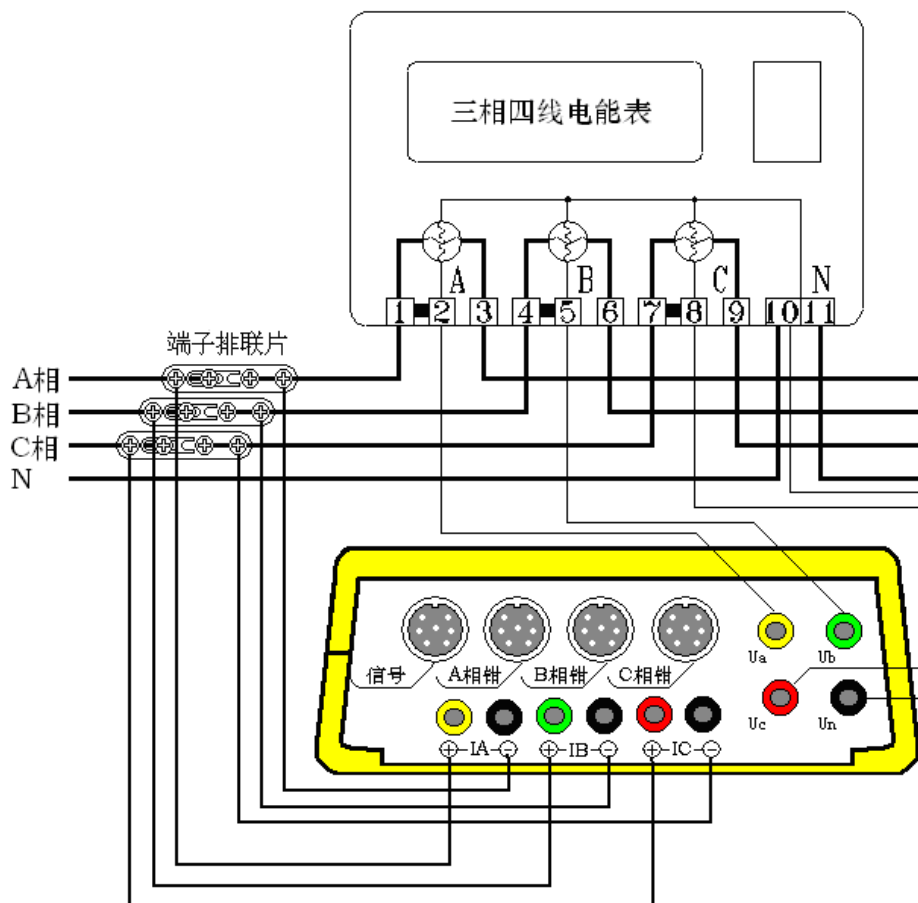 三相四线电能表
A B C N
1 2 3 4 5 6 7 8 9 10 11
端子排联片
A相
B相
C相
N
Ua Ub
信号 A相钳 B相钳 C相钳
Uc Un
+ IA - + IB - + IC -